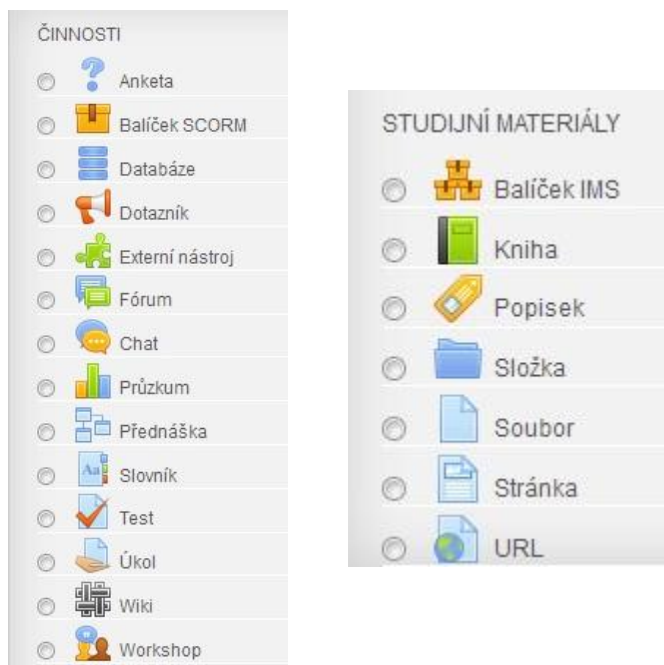 ČINNOSTI
Anketa
Balíček SCORM
Databáze
Dotazník
Externí nástroj
Fórum
Chat
Průzkum
Přednáška
Slovník
Test
Úkol
Wiki
Workshop
STUDIJNÍ MATERIÁLY
Balíček IMS
Kniha
Popisek
Složka
Soubor
Stránka
URL